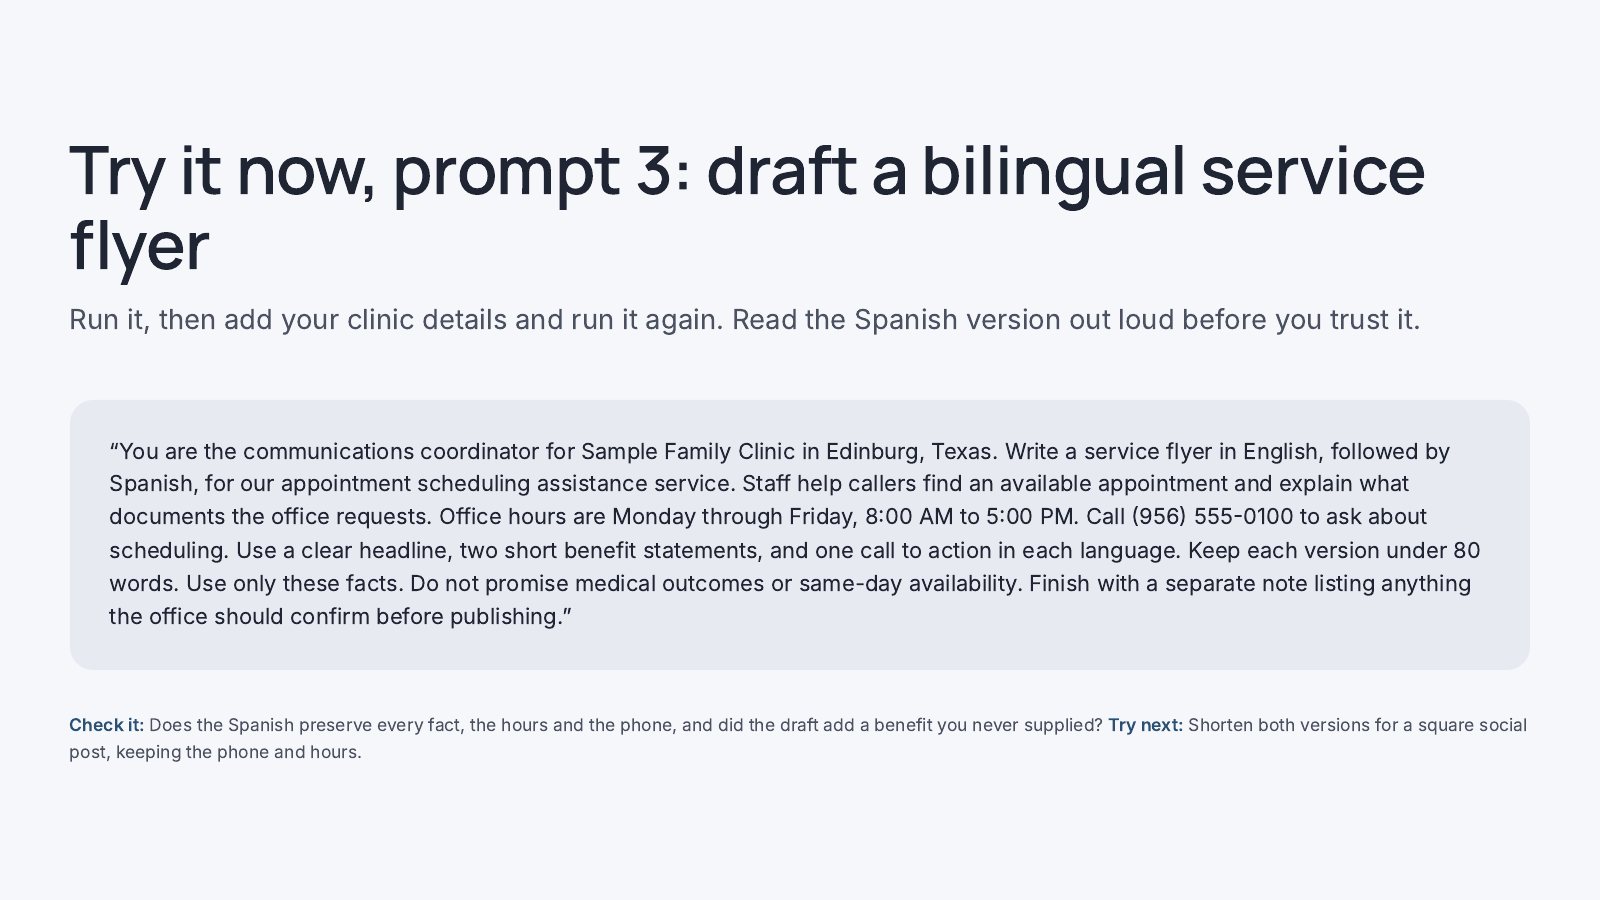 Try it now, prompt 3: draft a bilingual service
flyer
Run it, then add your clinic details and run it again. Read the Spanish version out loud before you trust it.
“You are the communications coordinator for Sample Family Clinic in Edinburg, Texas. Write a service flyer in English, followed by
Spanish, for our appointment scheduling assistance service. Staff help callers find an available appointment and explain what
documents the office requests. Office hours are Monday through Friday, 8:00 AM to 5:00 PM. Call (956) 555-0100 to ask about
scheduling. Use a clear headline, two short benefit statements, and one call to action in each language. Keep each version under 80
words. Use only these facts. Do not promise medical outcomes or same-day availability. Finish with a separate note listing anything
the office should confirm before publishing.”
Check it: Does the Spanish preserve every fact, the hours and the phone, and did the draft add a benefit you never supplied? Try next: Shorten both versions for a square social
post, keeping the phone and hours.